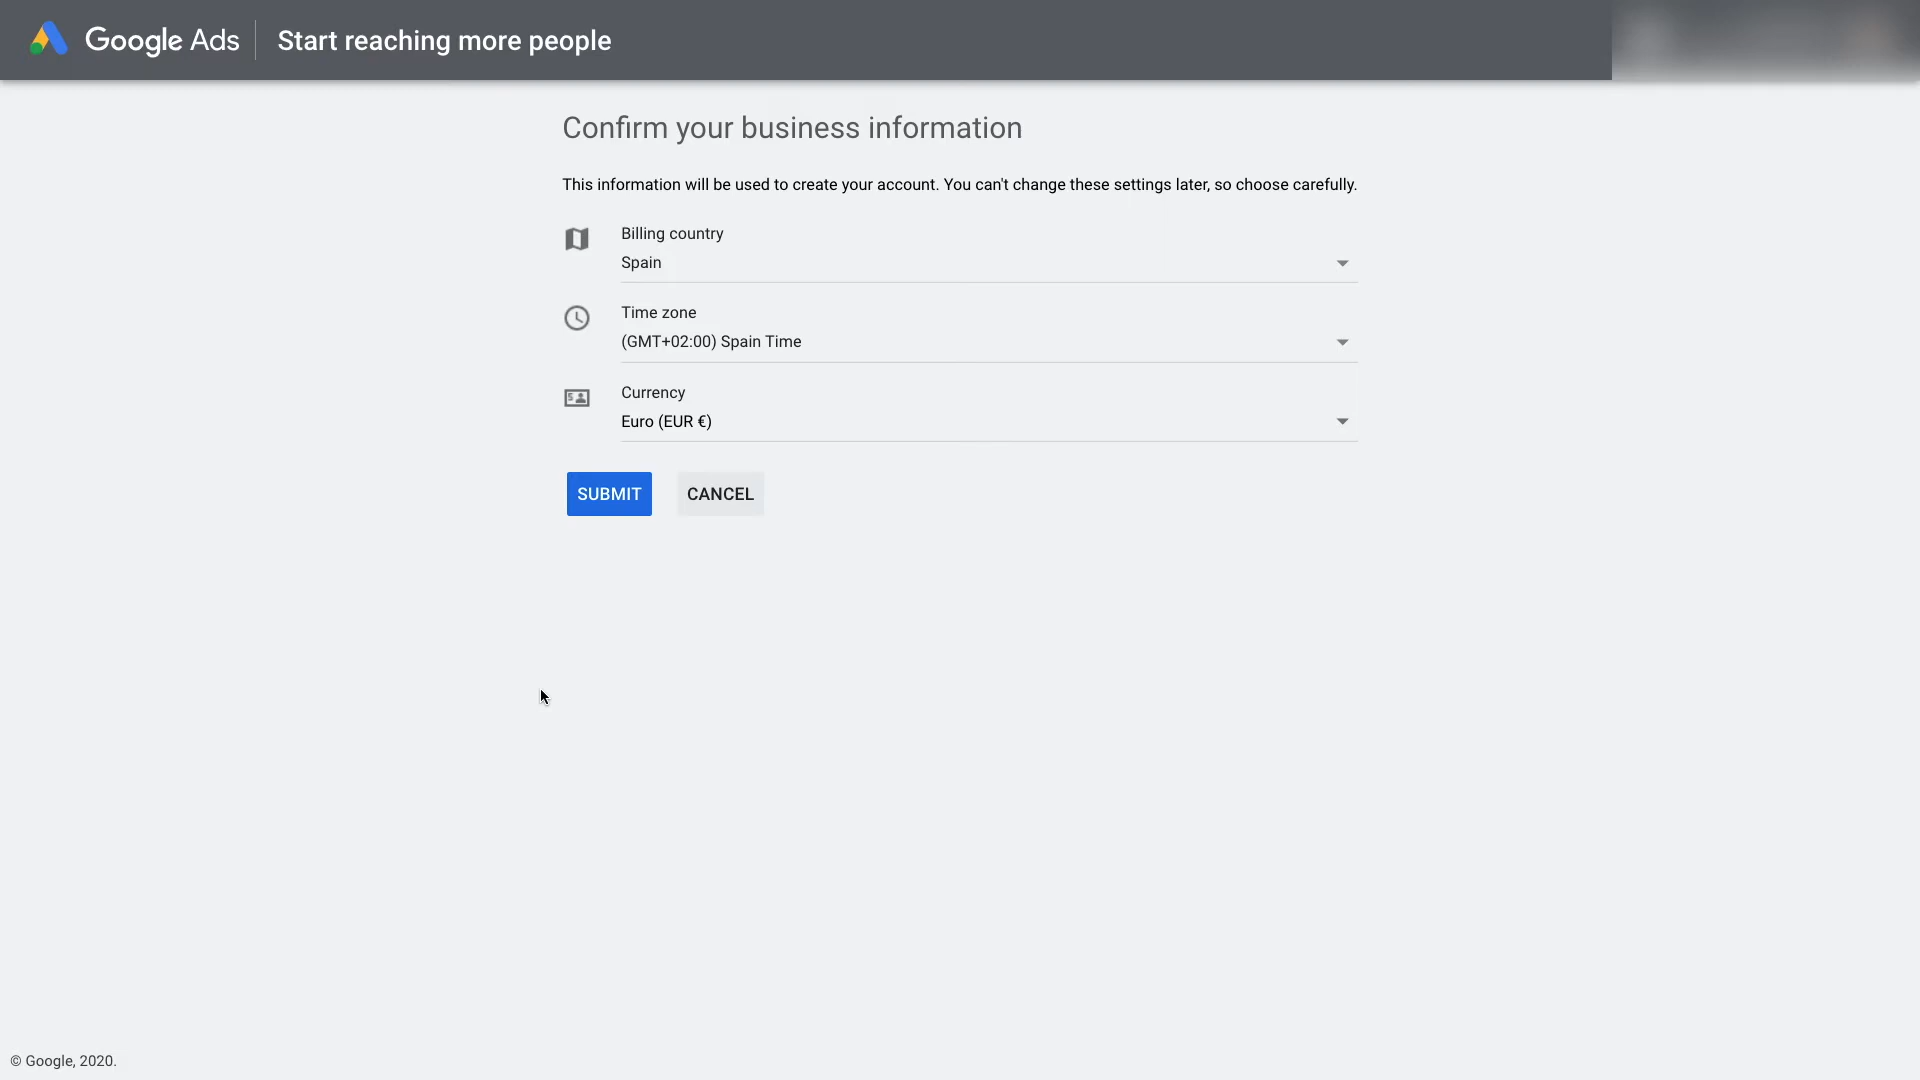 Google Ads
Start reaching more people
Confirm your business information
This information will be used to create your account. You can't change these settings later, so choose carefully.
Billing country
Spain
Time zone
(GMT+02:00) Spain Time
Currency
Euro (EUR €)
SUBMIT
CANCEL
© Google, 2020.